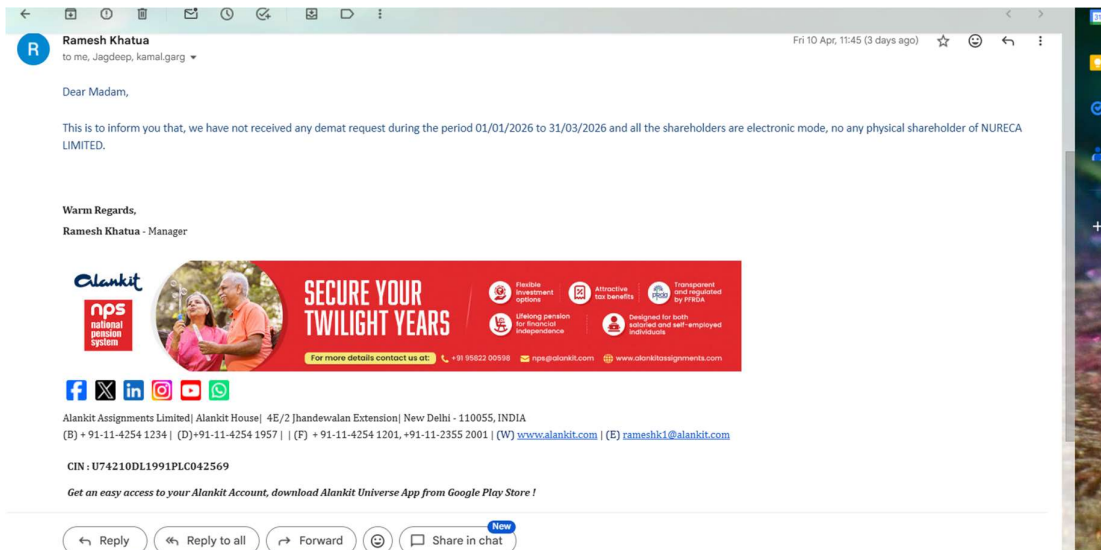 Ramesh Khatua
Fri 10 Apr, 11:45 (3 days ago)
to me, Jagdeep, kamal.garg
Dear Madam,
This is to inform you that, we have not received any demat request during the period 01/01/2026 to 31/03/2026 and all the shareholders are electronic mode, no any physical shareholder of NURECA
LIMITED.
Warm Regards,
Ramesh Khatua - Manager
Alankit
nps
national
pension
system
SECURE YOUR
TWILIGHT YEARS
For more details contact us at:
Flexible
investment
options
Attractive
tax benefits
Transparent
and regulated
by PFRDA
Lifelong pension
for financial
independence
Designed for both
salaried and self-employed
individuals
+91 95822 00598 nps@alankit.com www.alankitassignments.com
Alankit Assignments Limited| Alankit House| 4E/2 Jhandewalan Extension| New Delhi - 110055, INDIA
(B) + 91-11-4254 1234 | (D)+91-11-4254 1957 | | (F) + 91-11-4254 1201, +91-11-2355 2001 | (W) www.alankit.com | (E) rameshk1@alankit.com
CIN : U74210DL1991PLC042569
Get an easy access to your Alankit Account, download Alankit Universe App from Google Play Store !
New
Reply Reply to all Forward Share in chat